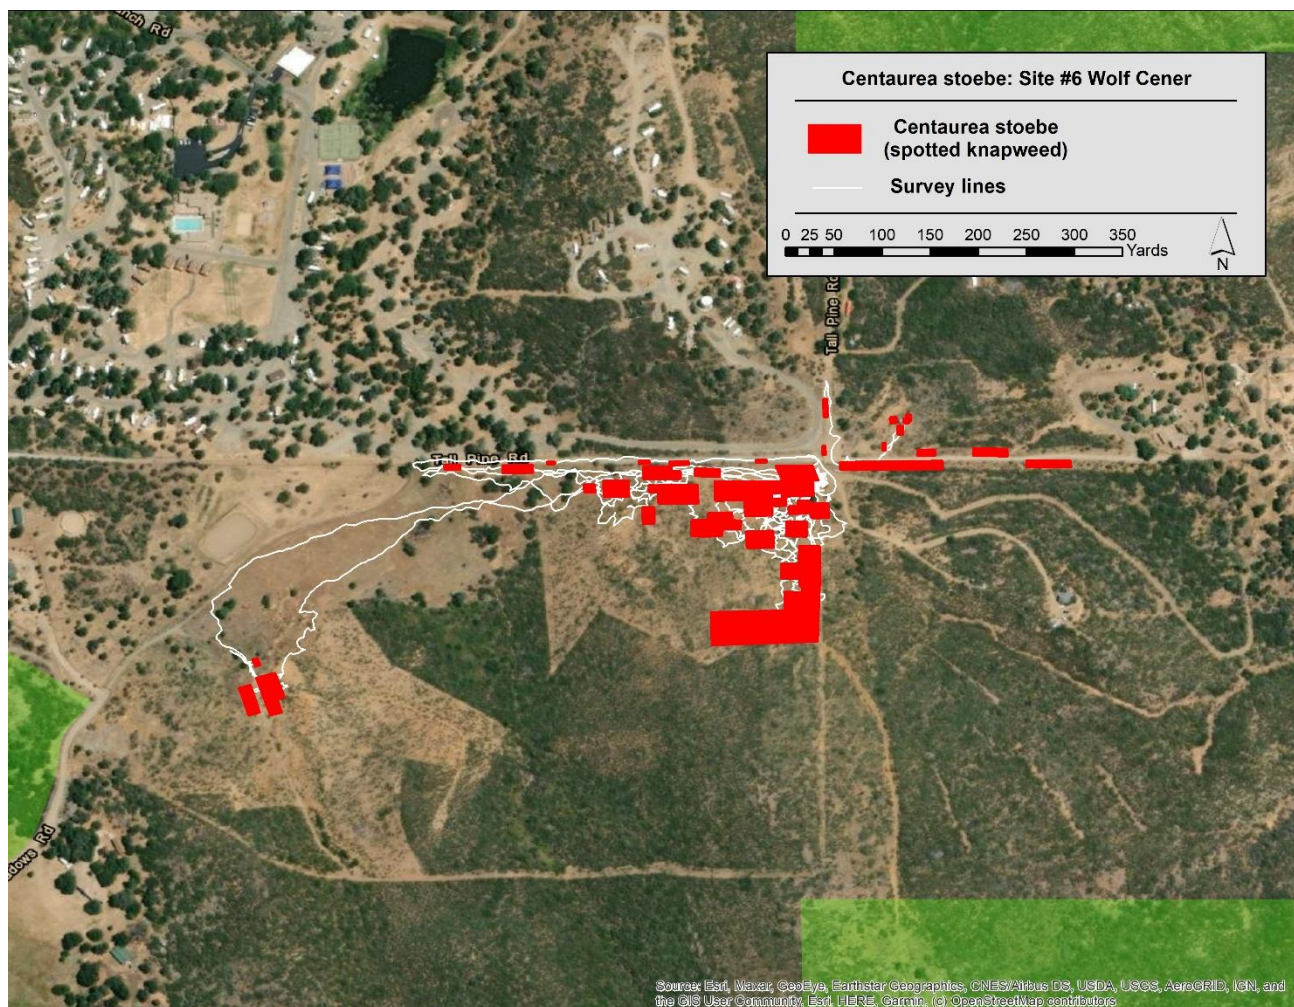 nch Rd
Centaurea stoebe: Site #6 Wolf Cener
Centaurea stoebe
(spotted knapweed)
Survey lines
0 25 50 100 150 200 250 300 350
Yards
N
Tall Pine Rd
Tall Pine Rd
dows Rd
Source: Esri, Maxar, GeoEye, Earthstar Geographics, CNES/Airbus DS, USDA, USGS, AeroGRID, IGN, and
the GIS User Community, Esri, HERE, Garmin, (c) OpenStreetMap contributors